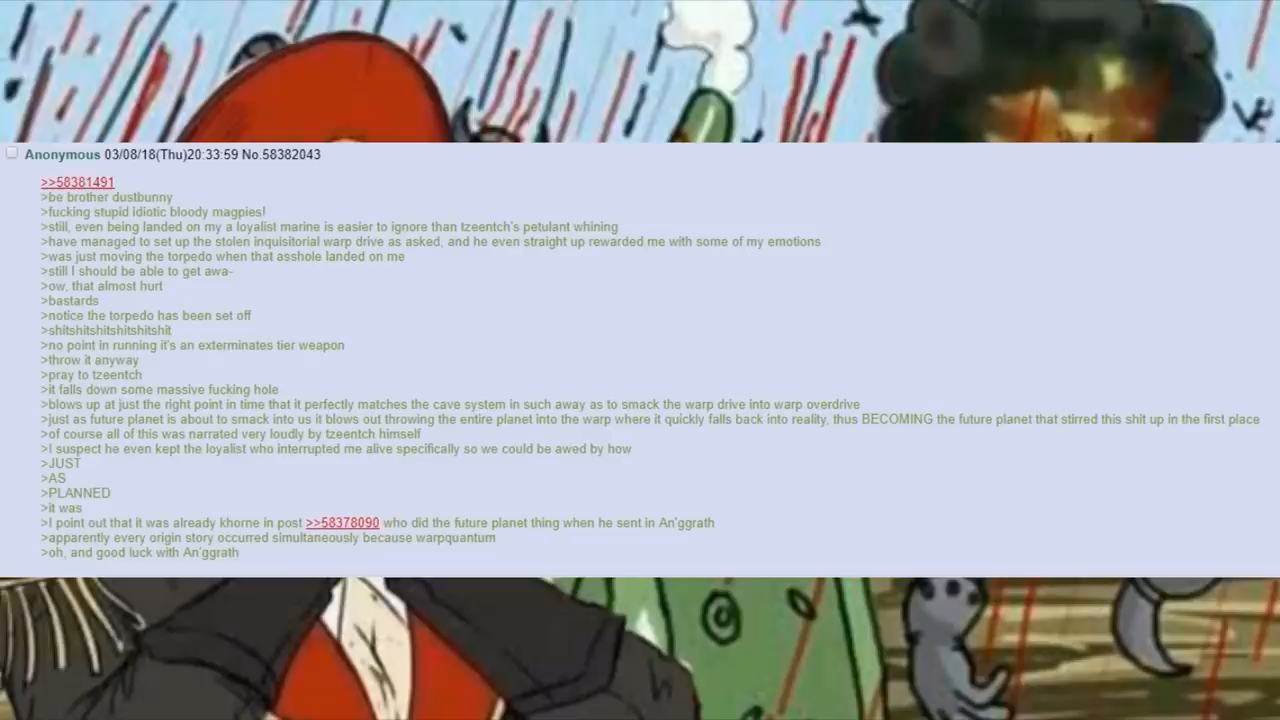 Anonymous 03/08/18(Thu)20:33:59 No.58382043
>>58381491
>be brother dustbunny
>fucking stupid idiotic bloody magpies!
>still, even being landed on my a loyalist marine is easier to ignore than tzeentch's petulant whining
>have managed to set up the stolen inquisitorial warp drive as asked, and he even straight up rewarded me with some of my emotions
>was just moving the torpedo when that asshole landed on me
>still I should be able to get awa-
>ow, that almost hurt
>bastards
>notice the torpedo has been set off
>shitshitshitshitshitshit
>no point in running it's an exterminates tier weapon
>throw it anyway
>pray to tzeentch
>it falls down some massive fucking hole
>blows up at just the right point in time that it perfectly matches the cave system in such away as to smack the warp drive into warp overdrive
>just as future planet is about to smack into us it blows out throwing the entire planet into the warp where it quickly falls back into reality, thus BECOMING the future planet that stirred this shit up in the first place
>of course all of this was narrated very loudly by tzeentch himself
>I suspect he even kept the loyalist who interrupted me alive specifically so we could be awed by how
>JUST
>AS
>PLANNED
>it was
>I point out that it was already khorne in post >>58378090 who did the future planet thing when he sent in An'ggrath
>apparently every origin story occurred simultaneously because warpquantum
>oh, and good luck with An'ggrath